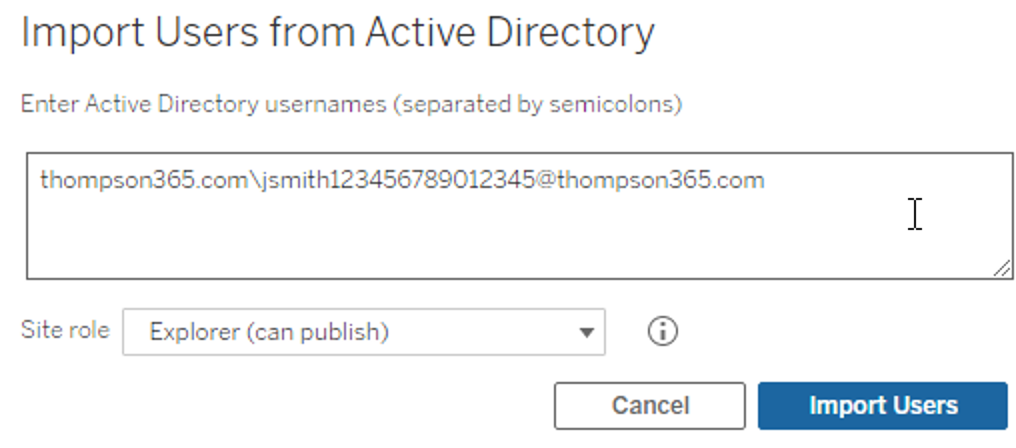 Import Users from Active Directory
Enter Active Directory usernames (separated by semicolons)
thompson365.com\jsmith123456789012345@thompson365.com
Site role
Explorer (can publish)
Cancel
Import Users